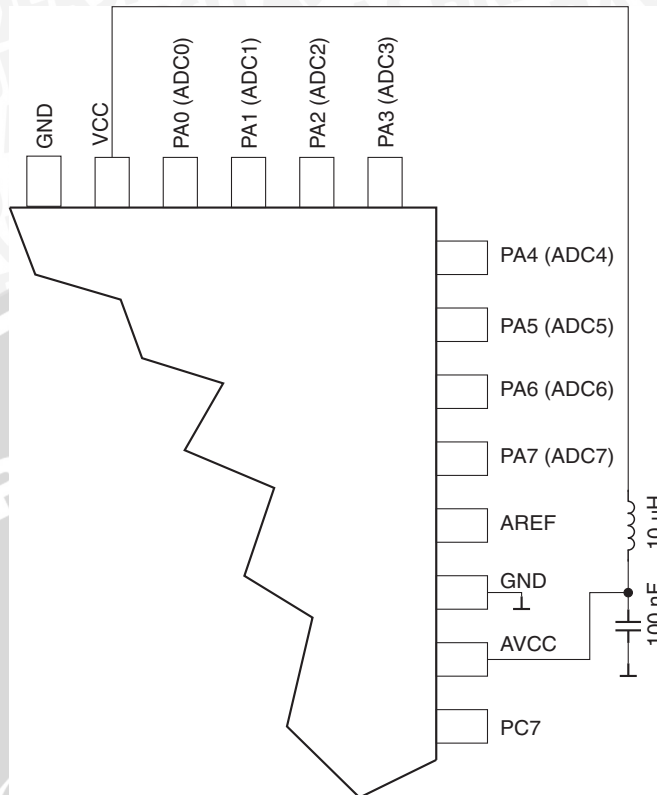 GND
VCC
PA0 (ADC0)
PA1 (ADC1)
PA2 (ADC2)
PA3 (ADC3)
PA4 (ADC4)
PA5 (ADC5)
PA6 (ADC6)
PA7 (ADC7)
AREF
10 µH
GND
100 nF
AVCC
PC7